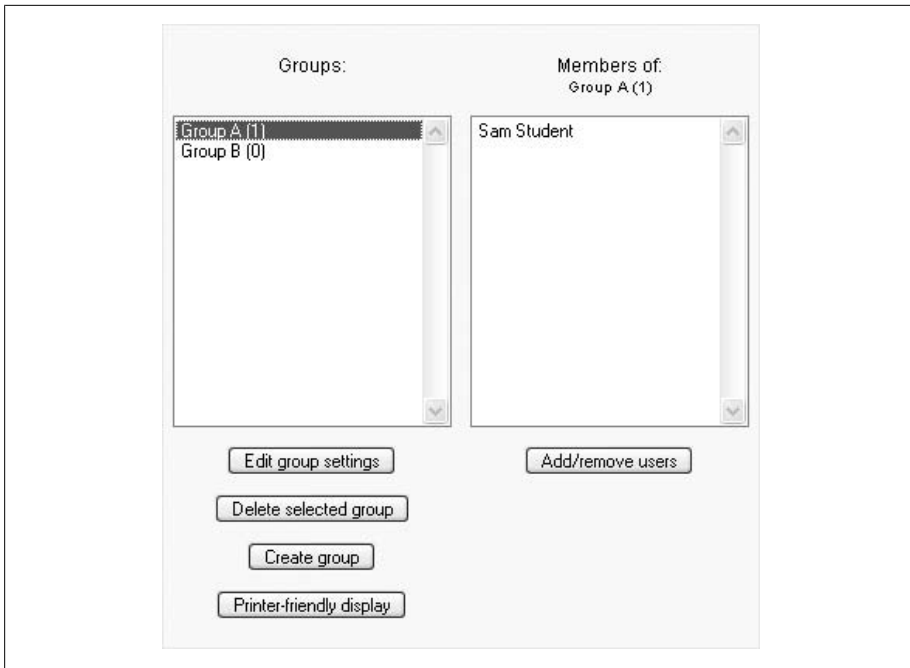 Groups:
Group A (1)
Group B (0)
Edit group settings
Delete selected group
Create group
Printer-friendly display
Members of:
Group A (1)
Sam Student
Add/remove users